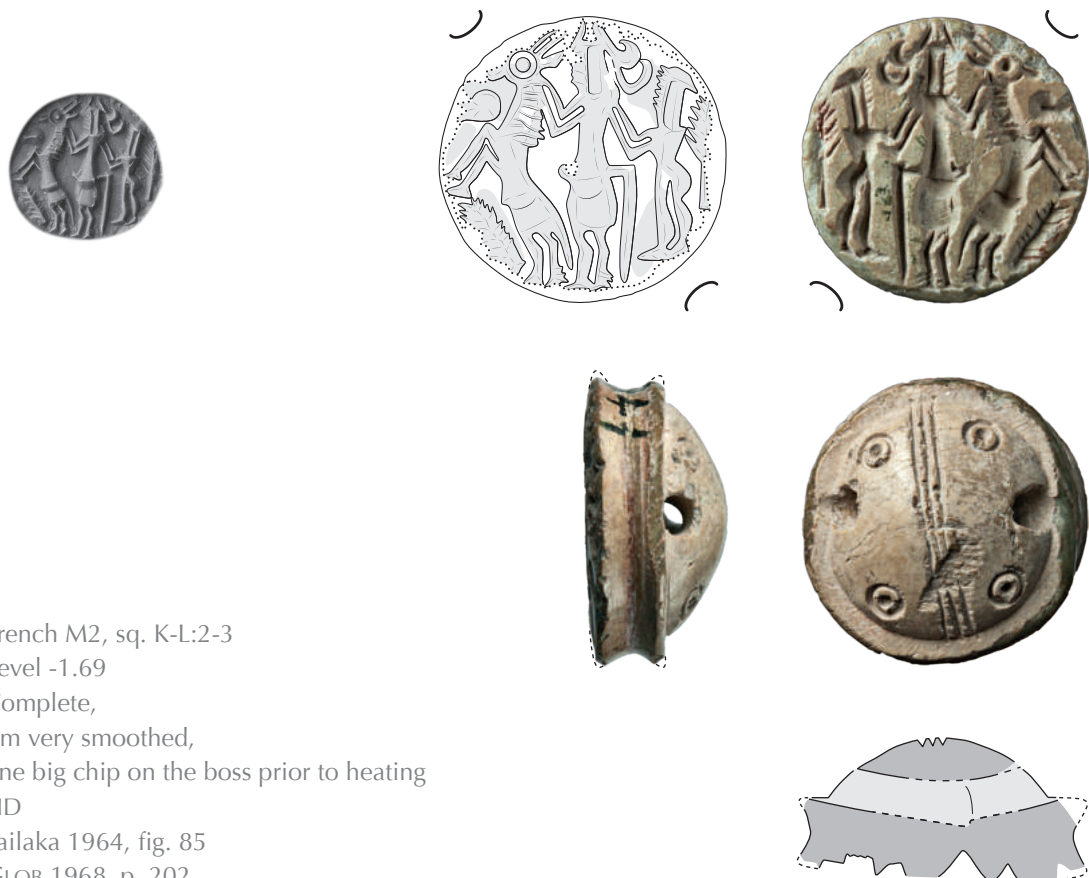 rench M2, sq. K-L:2-3
evel -1.69
omplete,
m very smoothed,
ne big chip on the boss prior to heating
ID
ailaka 1964, fig. 85
LOB 1968, p. 202